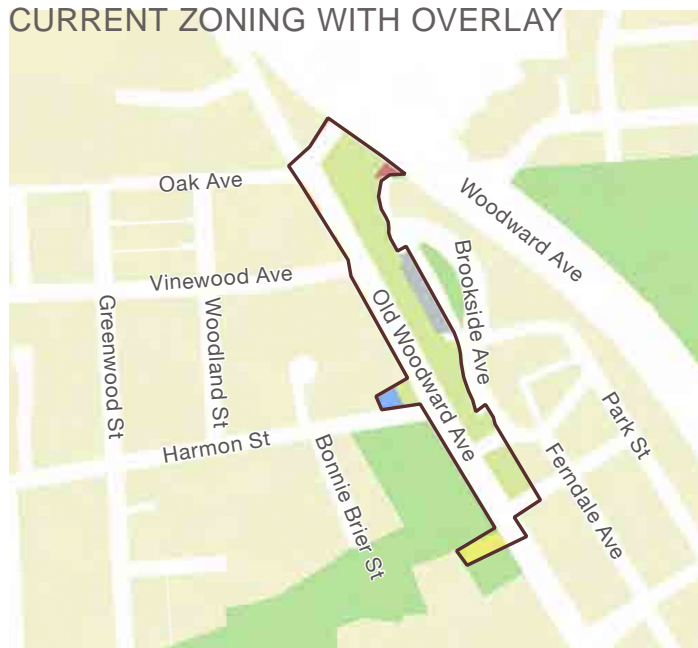 CURRENT ZONING WITH OVERLAY
Oak Ave
Woodward Ave
Vinewood Ave
Brookside Ave
Greenwood St
Woodland St
Old Woodward Ave
Harmon St
Bonnie Brier St
Park St
Ferndale Ave